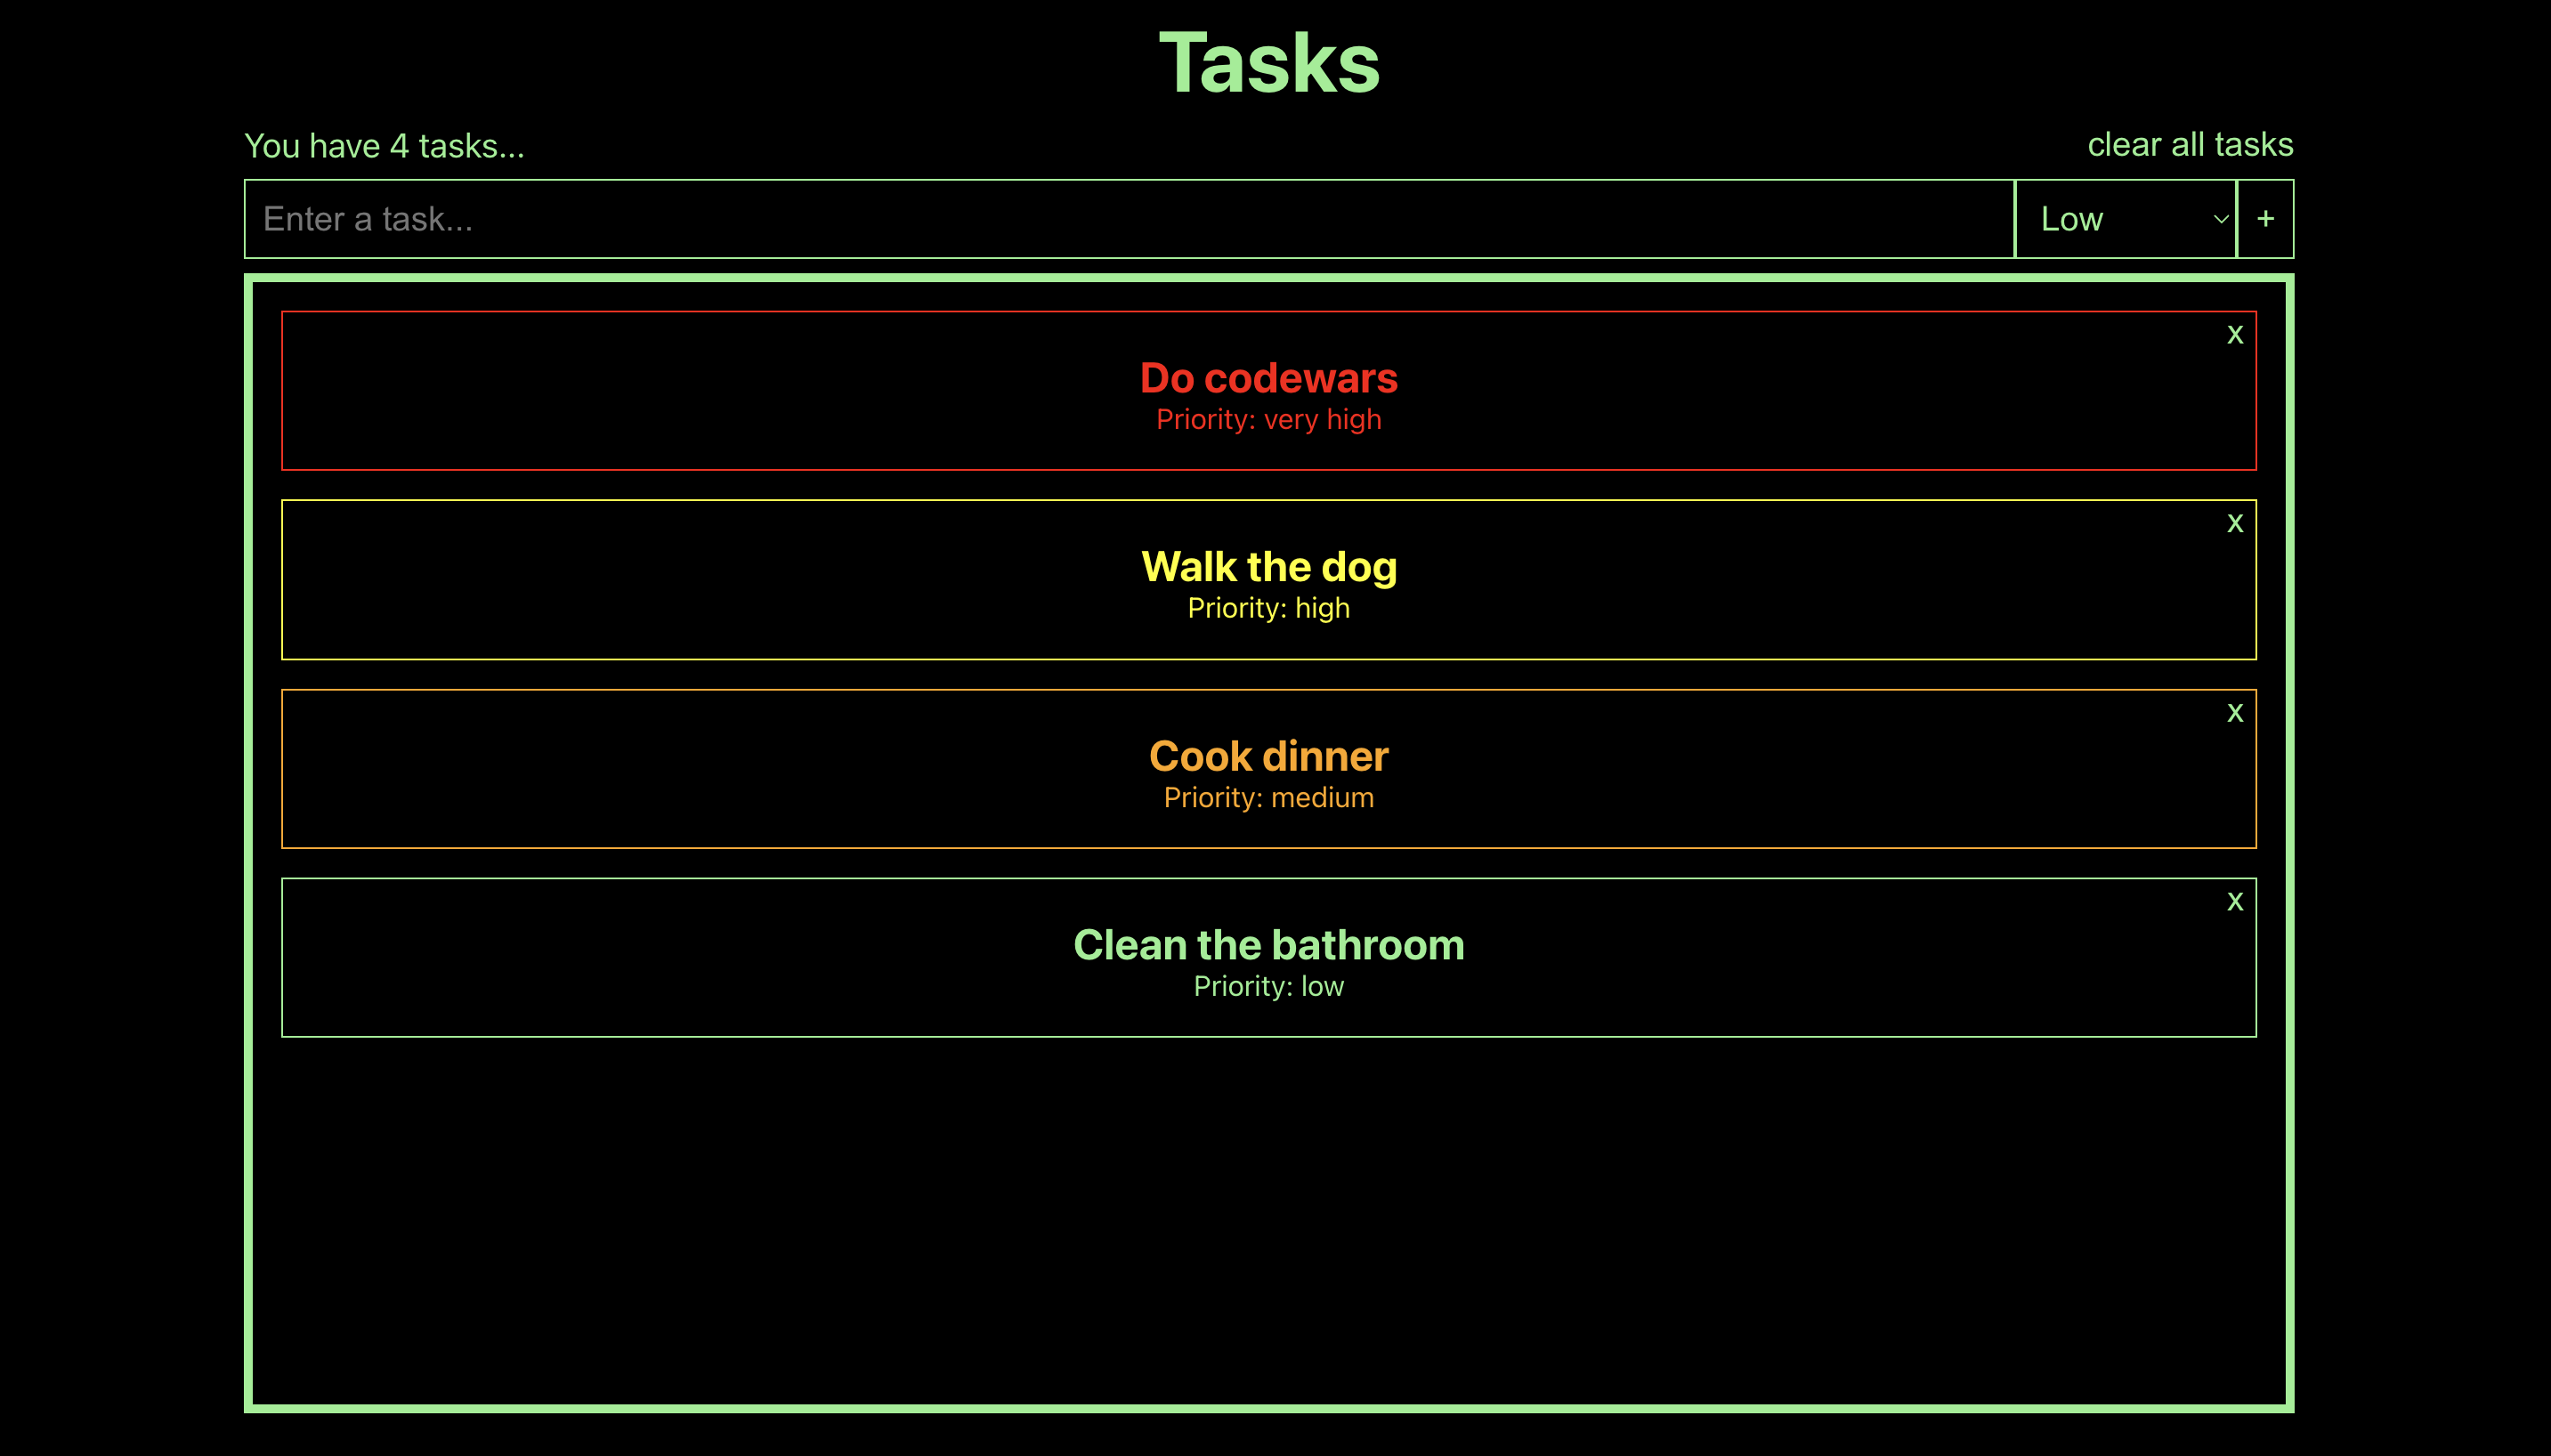 Tasks
You have 4 tasks...
clear all tasks
Enter a task...
Low
+
x
Do codewars
Priority: very high
x
Walk the dog
Priority: high
x
Cook dinner
Priority: medium
x
Clean the bathroom
Priority: low